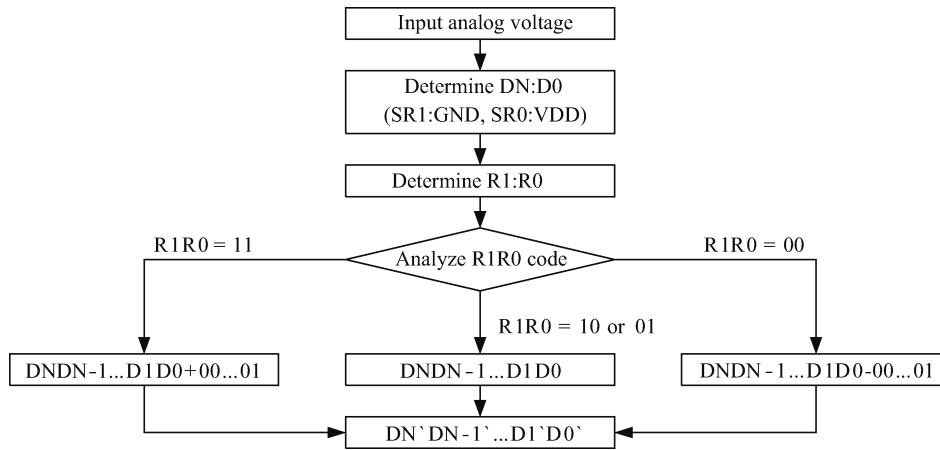 Input analog voltage
Determine DN:D0
(SR1:GND, SR0:VDD)
Determine R1:R0
R1R0 = 11
Analyze R1R0 code
R1R0 = 00
R1R0 = 10 or 01
DNDN-1...D1D0+00...01
DNDN-1...D1D0
DNDN-1...D1D0-00...01
DN`DN-1`...D1`D0`